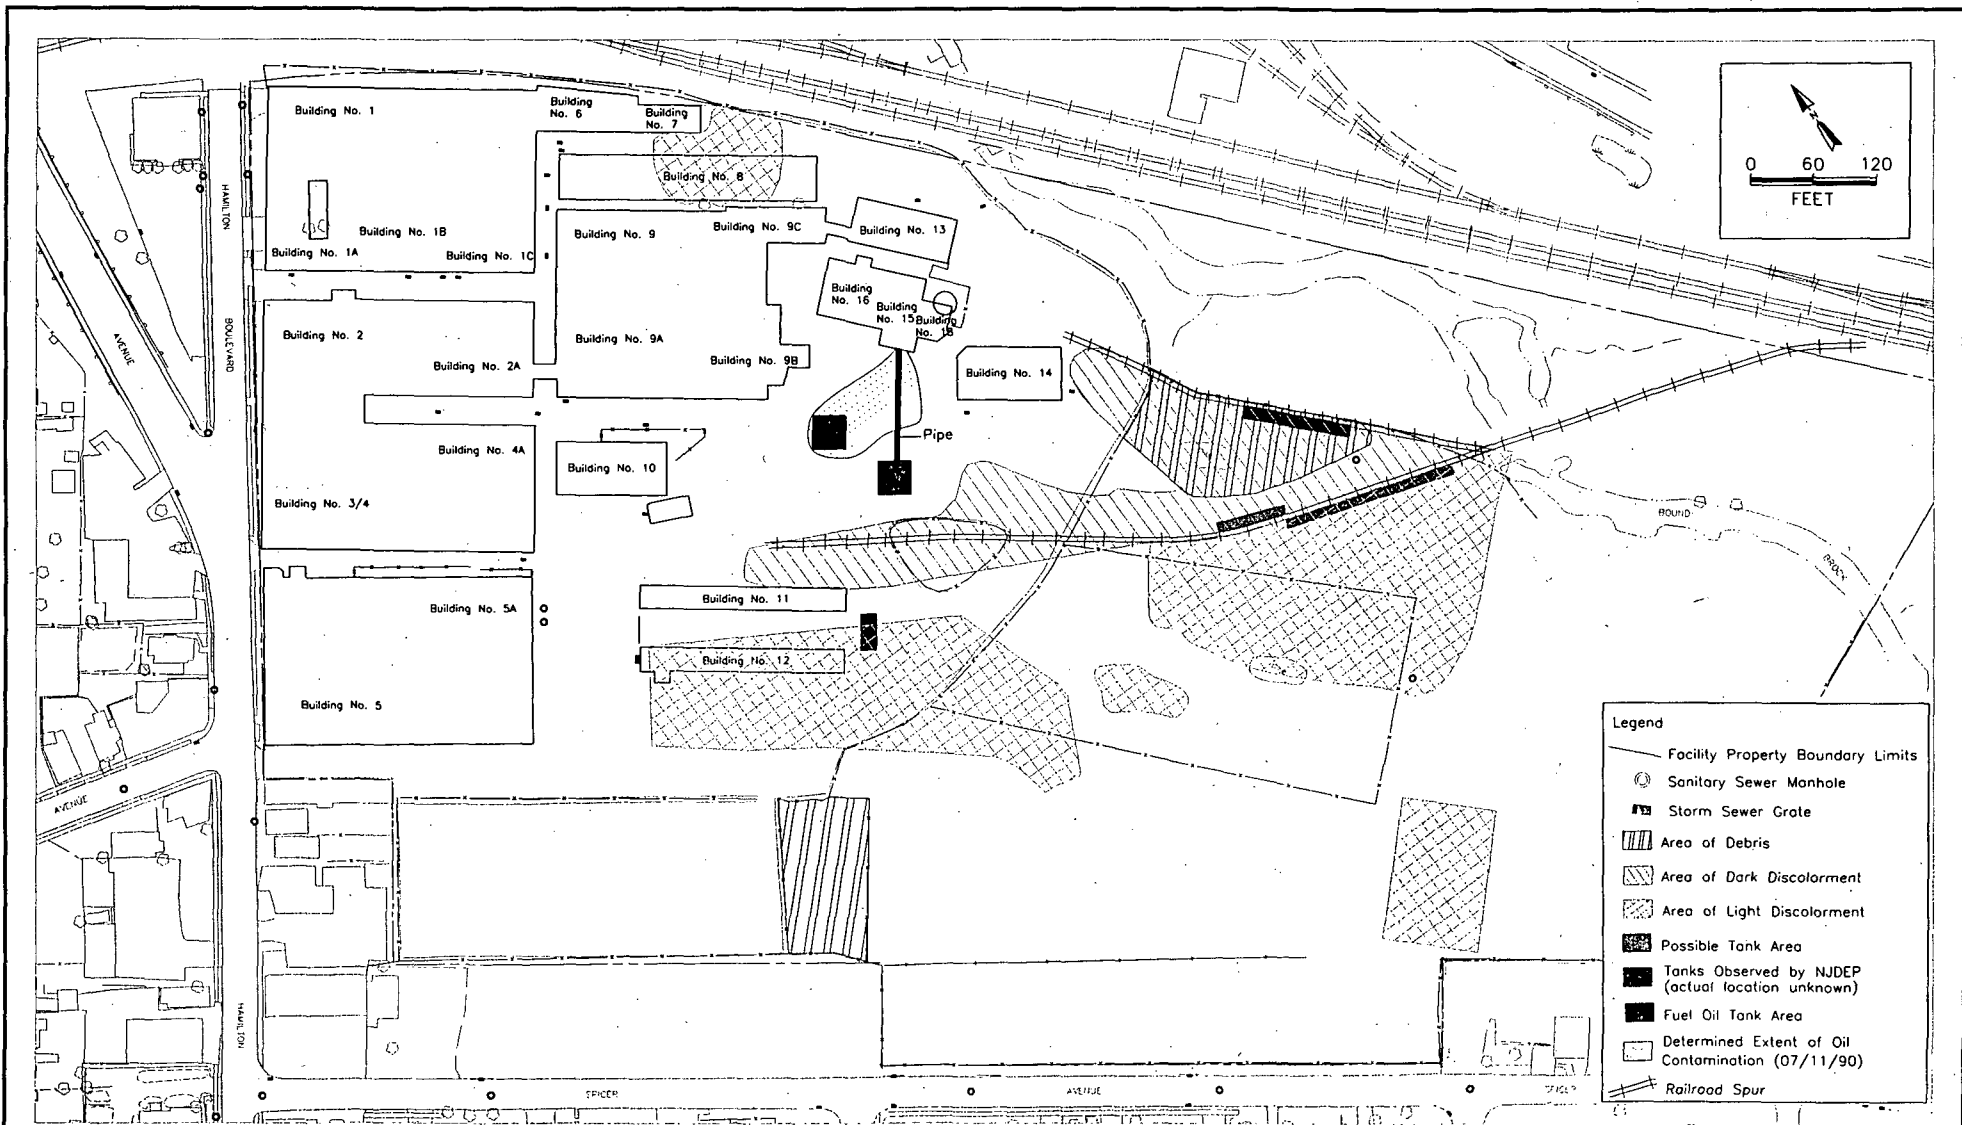 Building No. 1
Building
No. 6
Building
No. 7
Building No. 8
HAMILTON
BOULEVARD
Building No. 1B
Building No. 1A
Building No. 1C
Building No. 9
Building No. 9C
Building No. 13
Building
No. 16
Building
No. 15
Building
No. 18
Building No. 2
Building No. 2A
Building No. 9A
Building No. 9B
Building No. 14
AVENUE
Pipe
Building No. 4A
Building No. 10
Building No. 3/4
BOUND
BROOK
Building No. 5A
Building No. 11
Building No. 12
Building No. 5
AVENUE
HAMILTON
SPICER
AVENUE
SPICER
N
0 60 120
FEET
Legend
Facility Property Boundary Limits
Sanitary Sewer Manhole
Storm Sewer Grate
Area of Debris
Area of Dark Discolorment
Area of Light Discolorment
Possible Tank Area
Tanks Observed by NJDEP
(actual location unknown)
Fuel Oil Tank Area
Determined Extent of Oil
Contamination (07/11/90)
Railroad Spur